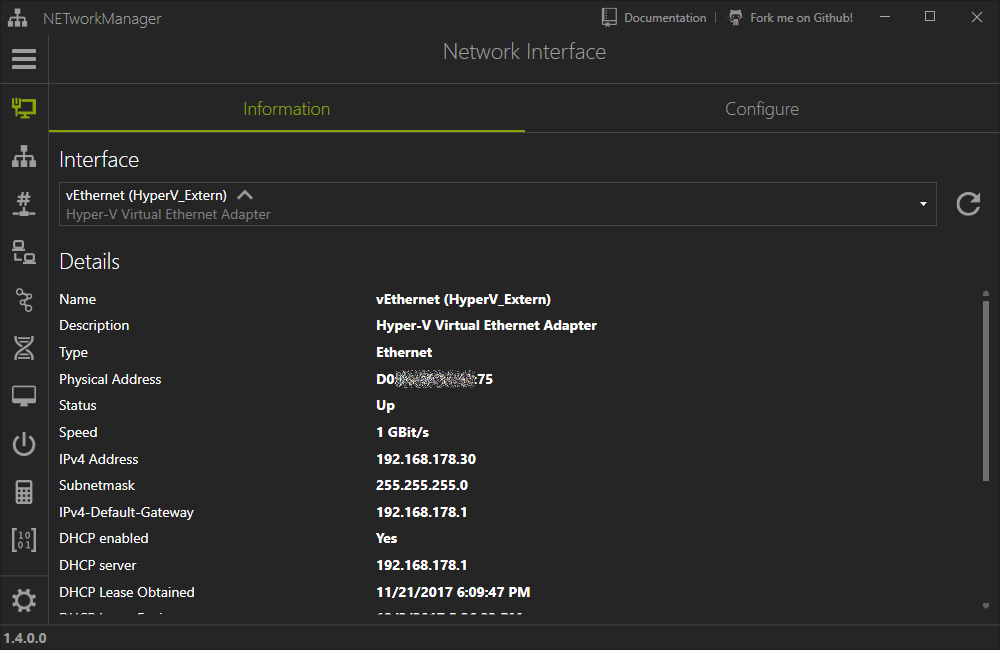 NETworkManager
Documentation
Fork me on Github!
Network Interface
Information
Configure
Interface
vEthernet (HyperV_Extern)
Hyper-V Virtual Ethernet Adapter
Details
Name vEthernet (HyperV_Extern)
Description Hyper-V Virtual Ethernet Adapter
Type Ethernet
Physical Address D0 :75
Status Up
Speed 1 GBit/s
IPv4 Address 192.168.178.30
Subnetmask 255.255.255.0
IPv4-Default-Gateway 192.168.178.1
DHCP enabled Yes
DHCP server 192.168.178.1
DHCP Lease Obtained 11/21/2017 6:09:47 PM
1.4.0.0